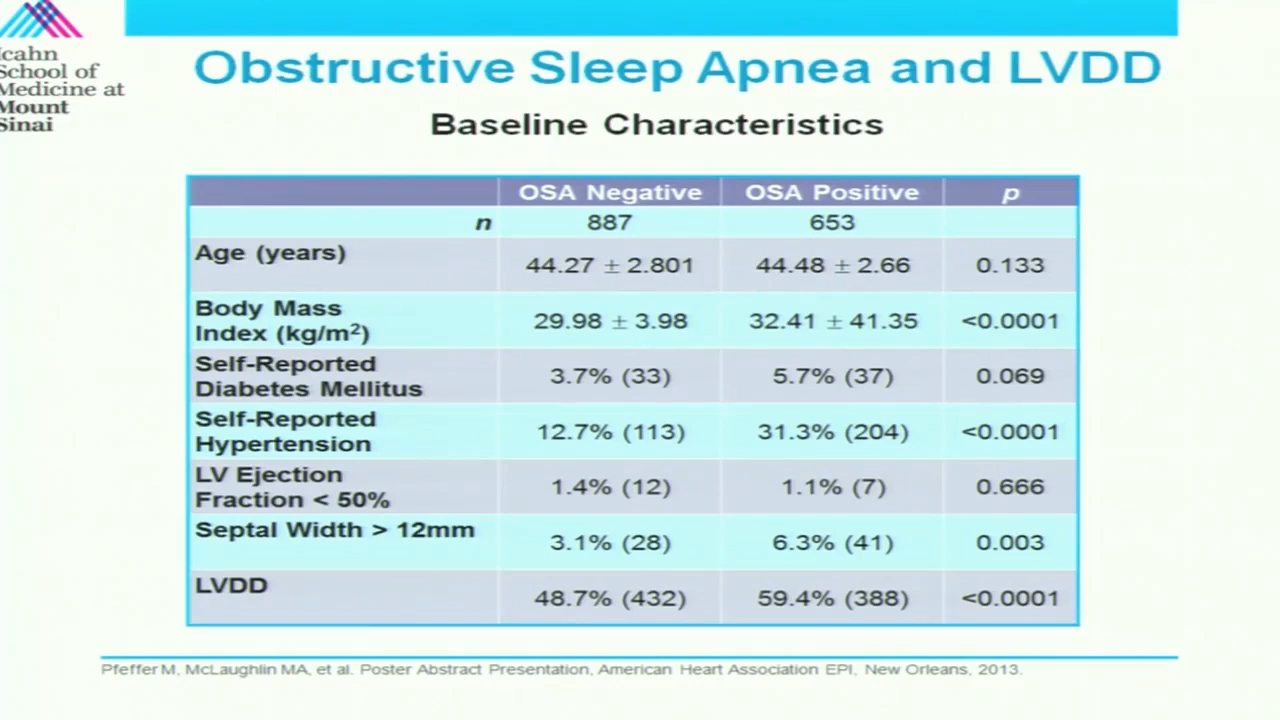 Icahn
School of
Medicine at
Mount
Sinai
Obstructive Sleep Apnea and LVDD
Baseline Characteristics
OSA Negative OSA Positive p
n 887 653
Age (years) 44.27 ± 2.801 44.48 ± 2.66 0.133
Body Mass
Index (kg/m²) 29.98 ± 3.98 32.41 ± 41.35 <0.0001
Self-Reported
Diabetes Mellitus 3.7% (33) 5.7% (37) 0.069
Self-Reported
Hypertension 12.7% (113) 31.3% (204) <0.0001
LV Ejection
Fraction < 50% 1.4% (12) 1.1% (7) 0.666
Septal Width > 12mm 3.1% (28) 6.3% (41) 0.003
LVDD 48.7% (432) 59.4% (388) <0.0001
Pfeffer M, McLaughlin MA, et al. Poster Abstract Presentation, American Heart Association EPI, New Orleans, 2013.